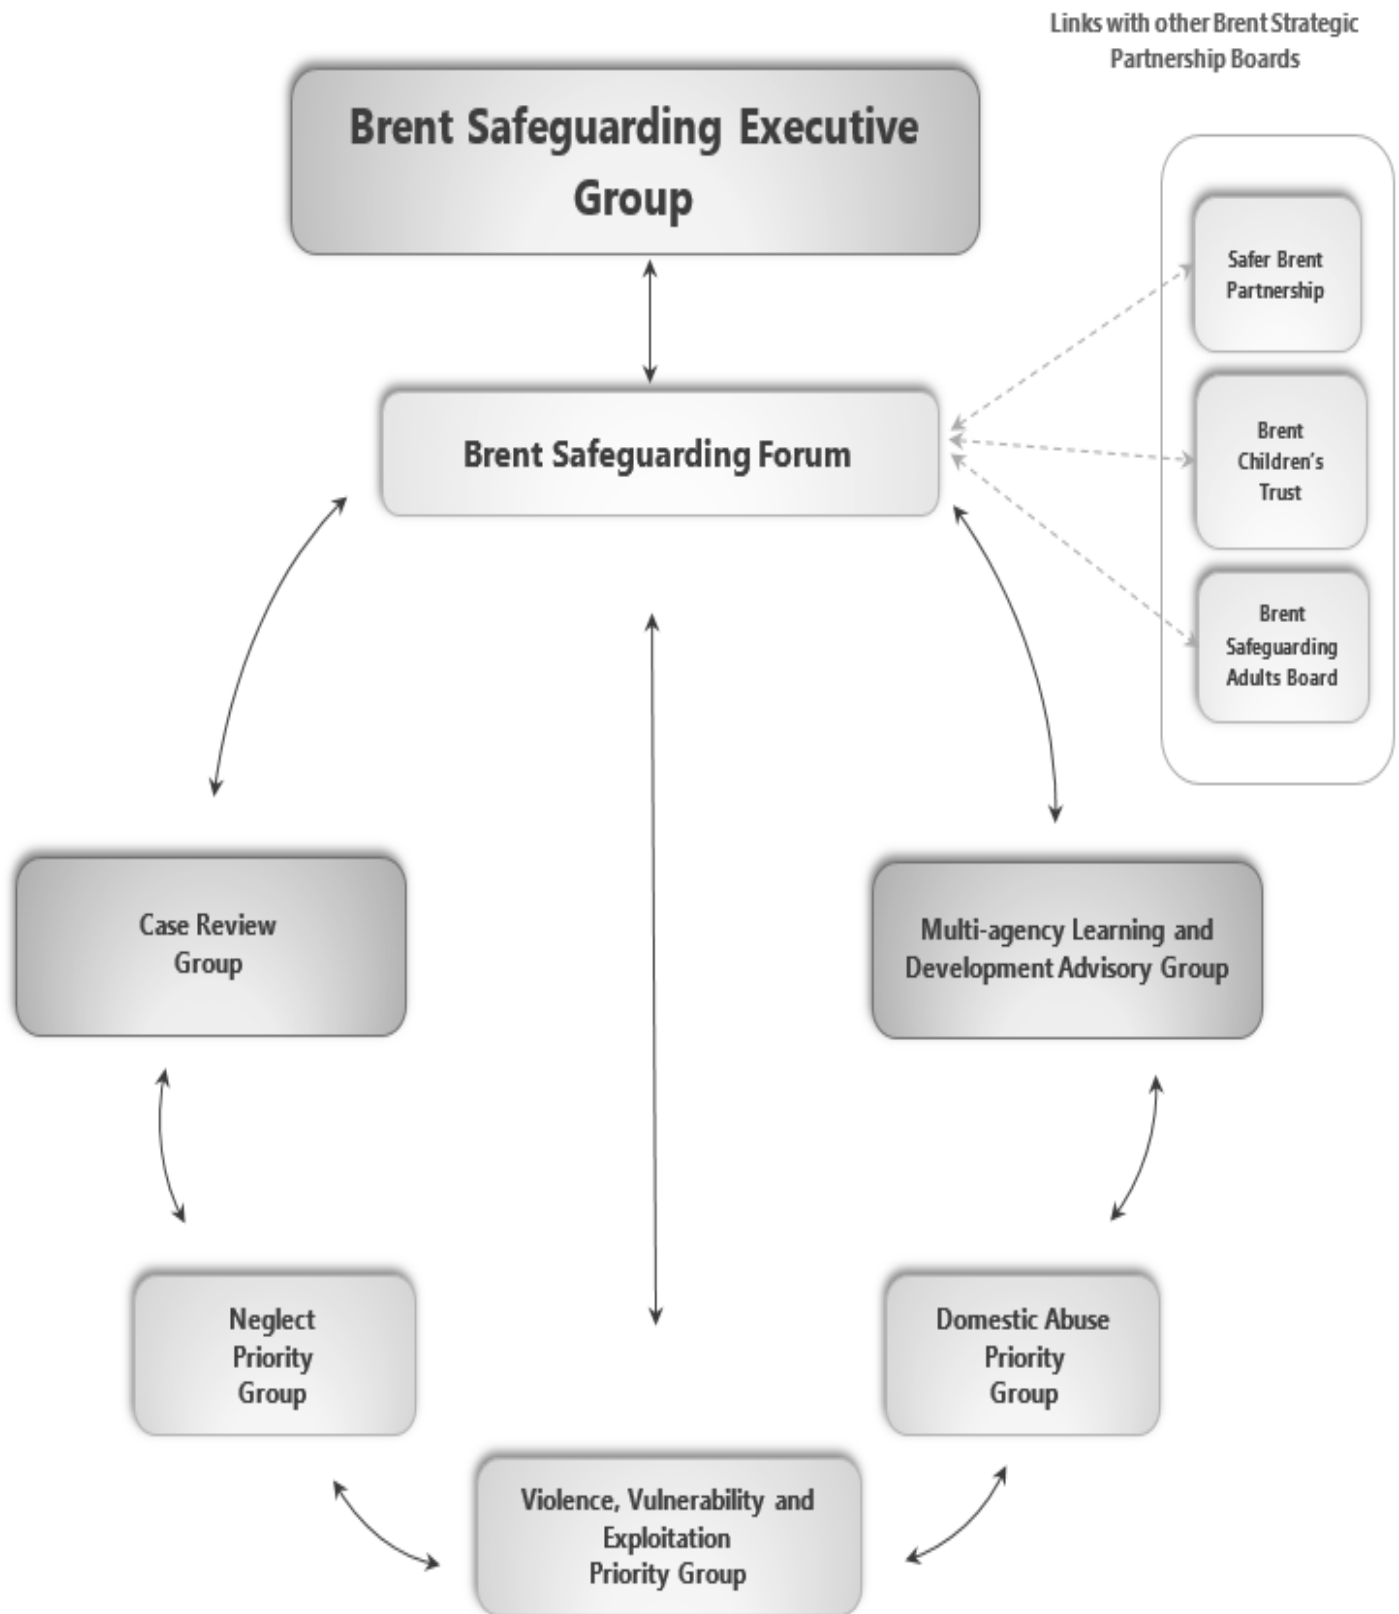 Links with other Brent Strategic
Partnership Boards
Brent Safeguarding Executive
Group
Safer Brent
Partnership
Brent Safeguarding Forum
Brent
Children's
Trust
Brent
Safeguarding
Adults Board
Case Review
Group
Multi-agency Learning and
Development Advisory Group
Neglect
Priority
Group
Domestic Abuse
Priority
Group
Violence, Vulnerability and
Exploitation
Priority Group